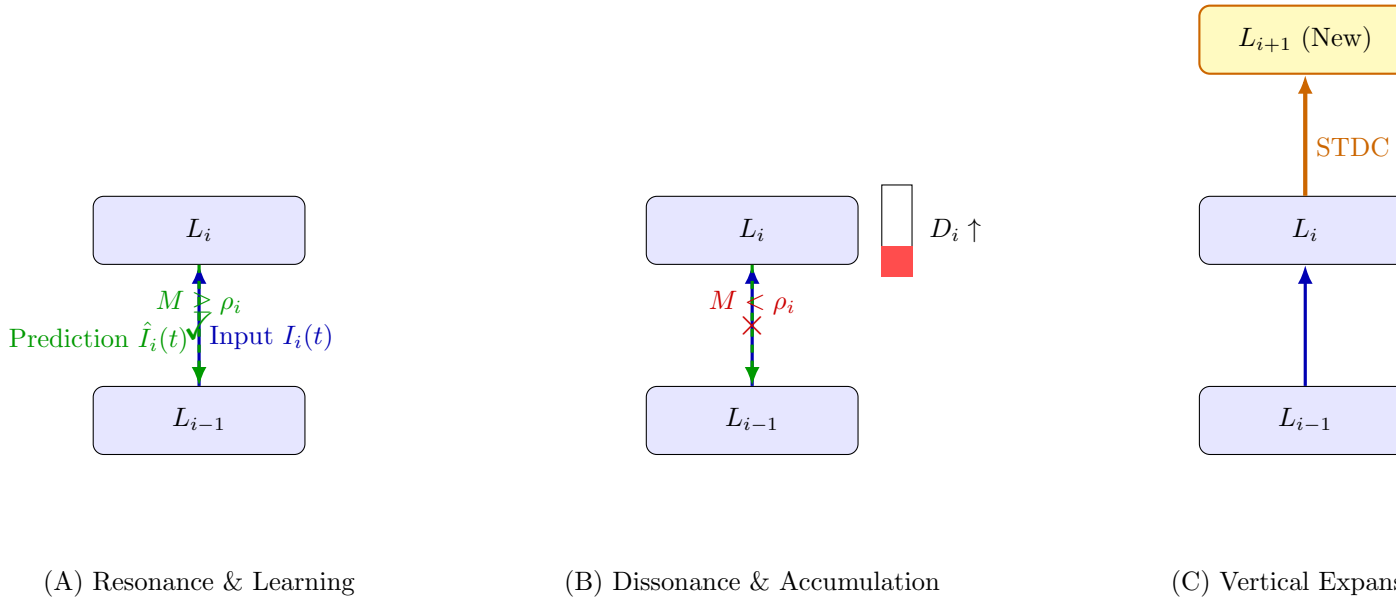 L_{i+1} (New)
STDC
L_i
L_i
D_i ↑
L_i
M ≥ ρ_i
Prediction Î_i(t)
Input I_i(t)
M < ρ_i
L_{i-1}
L_{i-1}
L_{i-1}
(A) Resonance & Learning
(B) Dissonance & Accumulation
(C) Vertical Expans